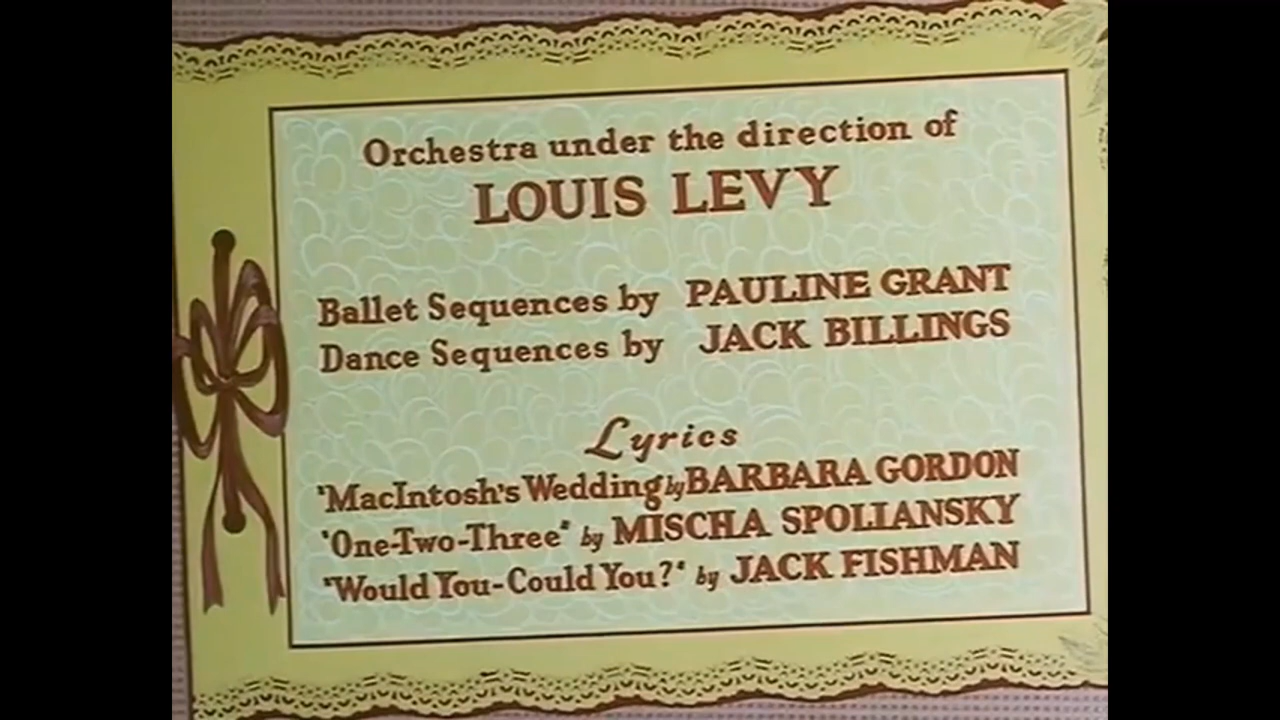 Orchestra under the direction of
LOUIS LEVY
Ballet Sequences by PAULINE GRANT
Dance Sequences by JACK BILLINGS
Lyrics
"MacIntosh's Wedding by BARBARA GORDON
"One-Two-Three" by MISCHA SPOLIANSKY
"Would You-Could You?" by JACK FISHMAN